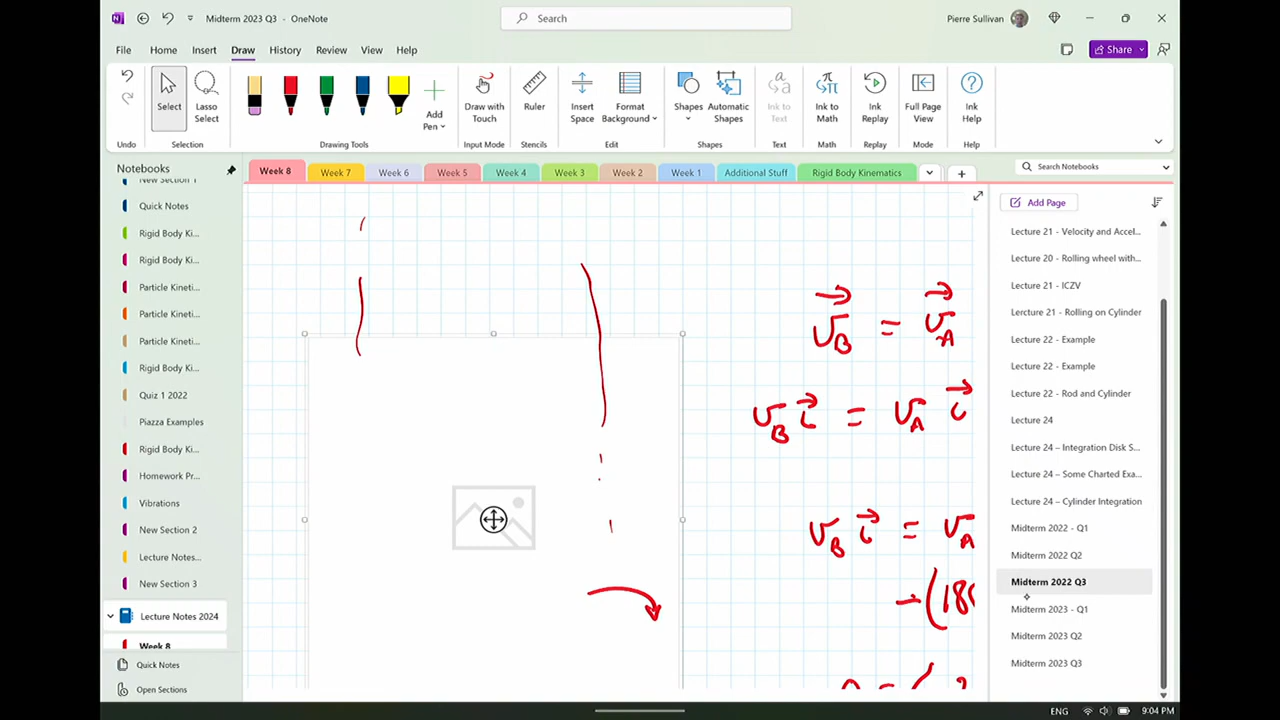 Midterm 2023 Q3 - OneNote
Search
Pierre Sullivan
File Home Insert Draw History Review View Help
Share
Select
Lasso Select
Add Pen
Draw with Touch
Ruler
Insert Space
Format Background
Shapes
Automatic Shapes
Ink to Text
Ink to Math
Ink Replay
Full Page View
Ink Help
Undo Selection Drawing Tools Input Mode Stencils Edit Shapes Text Math Replay Mode Help
Notebooks
Week 8 Week 7 Week 6 Week 5 Week 4 Week 3 Week 2 Week 1 Additional Stuff Rigid Body Kinematics
Search Notebooks
New Section 1
Quick Notes
Rigid Body Ki...
Rigid Body Ki...
Particle Kineti...
Particle Kineti...
Particle Kineti...
Rigid Body Ki...
Quiz 1 2022
Piazza Examples
Rigid Body Ki...
Homework Pr...
Vibrations
New Section 2
Lecture Notes...
New Section 3
Lecture Notes 2024
Week 8
Quick Notes
Open Sections
v⃗_B = v⃗_A
v_B i⃗ = v_A i⃗
v_B i⃗ = v_A
Add Page
Lecture 21 - Velocity and Accel...
Lecture 20 - Rolling wheel with...
Lecture 21 - ICZV
Lercture 21 - Rolling on Cylinder
Lecture 22 - Example
Lecture 22 - Example
Lecture 22 - Rod and Cylinder
Lecture 24
Lecture 24 – Integration Disk S...
Lecture 24 – Some Charted Exa...
Lecture 24 – Cylinder Integration
Midterm 2022 - Q1
Midterm 2022 Q2
Midterm 2022 Q3
Midterm 2023 - Q1
Midterm 2023 Q2
Midterm 2023 Q3
ENG
9:04 PM